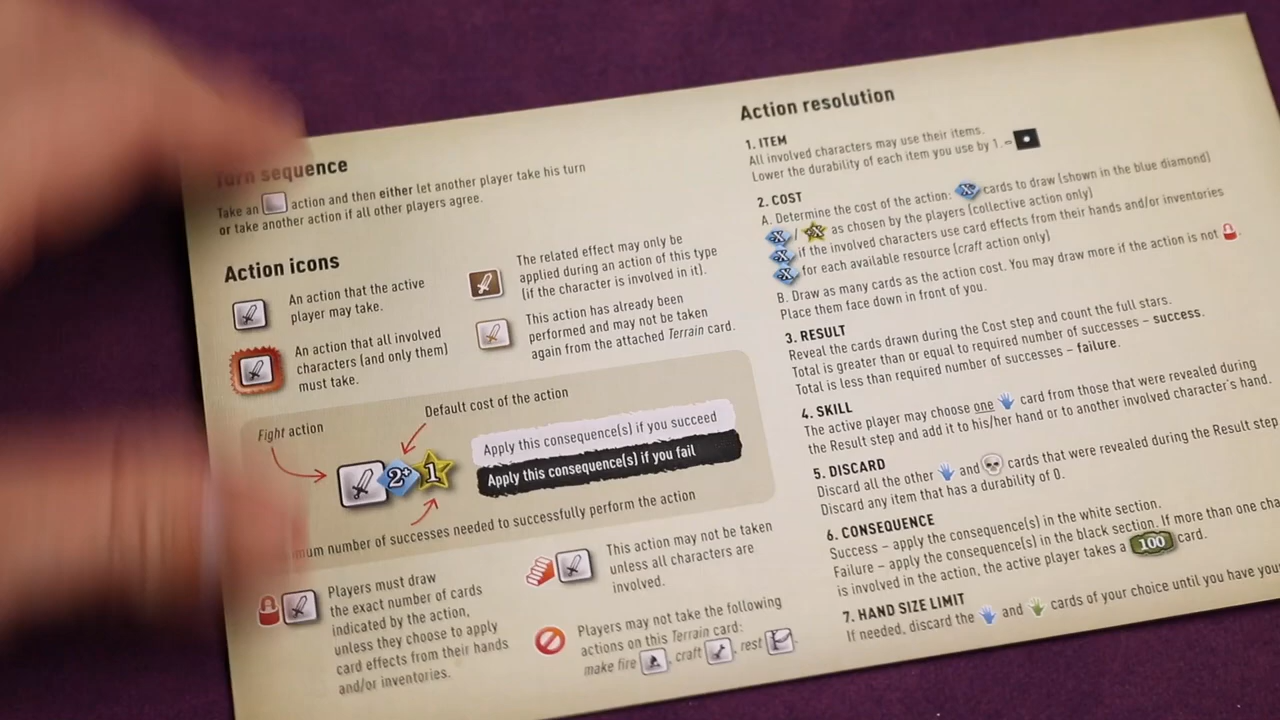 Turn sequence
Take an action and then either let another player take his turn
or take another action if all other players agree.
Action icons
An action that the active
player may take.
An action that all involved
characters (and only them)
must take.
The related effect may only be
applied during an action of this type
(if the character is involved in it).
This action has already been
performed and may not be taken
again from the attached Terrain card.
Fight action
Default cost of the action
2+ 1
Apply this consequence(s) if you succeed
Apply this consequence(s) if you fail
number of successes needed to successfully perform the action
Players must draw
the exact number of cards
indicated by the action,
unless they choose to apply
card effects from their hands
and/or inventories.
This action may not be taken
unless all characters are
involved.
Players may not take the following
actions on this Terrain card:
make fire , craft , rest .
Action resolution
1. ITEM
All involved characters may use their items.
Lower the durability of each item you use by 1.
2. COST
A. Determine the cost of the action: X cards to draw (shown in the blue diamond)
-X / -X as chosen by the players (collective action only)
-X if the involved characters use card effects from their hands and/or inventories
-X for each available resource (craft action only)
B. Draw as many cards as the action cost. You may draw more if the action is not .
Place them face down in front of you.
3. RESULT
Reveal the cards drawn during the Cost step and count the full stars.
Total is greater than or equal to required number of successes – success.
Total is less than required number of successes – failure.
4. SKILL
The active player may choose one card from those that were revealed during
the Result step and add it to his/her hand or to another involved character's hand.
5. DISCARD
Discard all the other and cards that were revealed during the Result step
Discard any item that has a durability of 0.
6. CONSEQUENCE
Success – apply the consequence(s) in the white section.
Failure – apply the consequence(s) in the black section. If more than one cha
is involved in the action, the active player takes a 100 card.
7. HAND SIZE LIMIT
If needed, discard the and cards of your choice until you have your